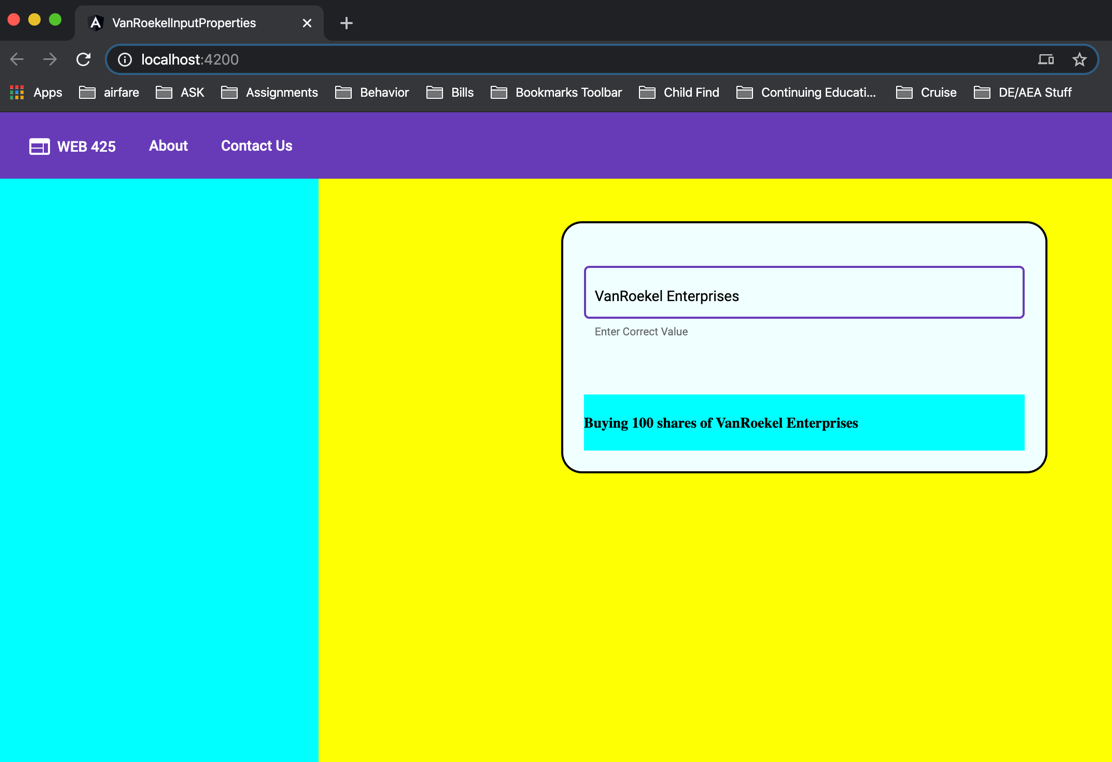 VanRoekelInputProperties
localhost:4200
Apps airfare ASK Assignments Behavior Bills Bookmarks Toolbar Child Find Continuing Educati... Cruise DE/AEA Stuff
WEB 425 About Contact Us
VanRoekel Enterprises
Enter Correct Value
Buying 100 shares of VanRoekel Enterprises